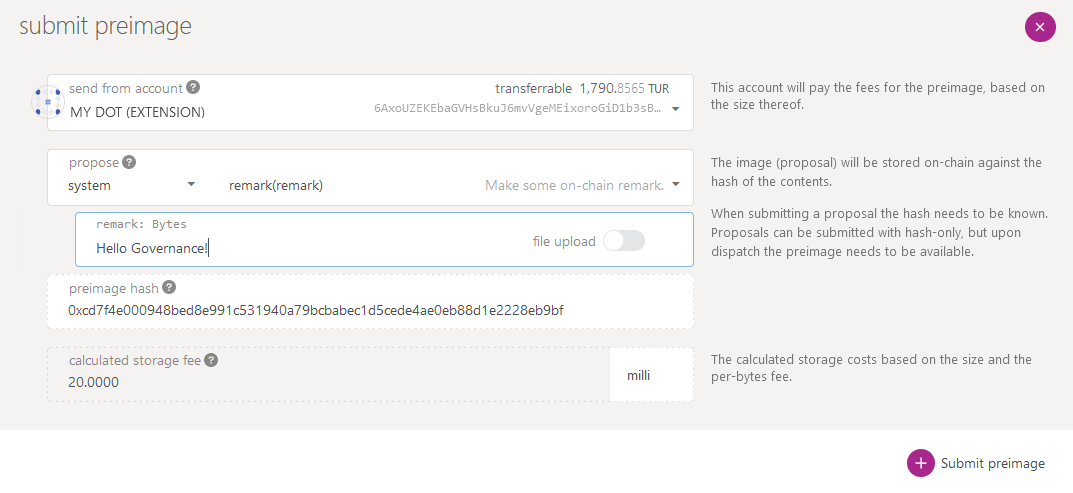 submit preimage
send from account
transferrable 1,790.8565 TUR
MY DOT (EXTENSION)
6AxoUZEKEbaGVHsBkuJ6mvVgeMEixoroGiD1b3sB…
This account will pay the fees for the preimage, based on
the size thereof.
propose
system
remark(remark)
Make some on-chain remark.
The image (proposal) will be stored on-chain against the
hash of the contents.
remark: Bytes
Hello Governance!
file upload
When submitting a proposal the hash needs to be known.
Proposals can be submitted with hash-only, but upon
dispatch the preimage needs to be available.
preimage hash
0xcd7f4e000948bed8e991c531940a79bcbabec1d5cede4ae0eb88d1e2228eb9bf
calculated storage fee
20.0000
milli
The calculated storage costs based on the size and the
per-bytes fee.
Submit preimage